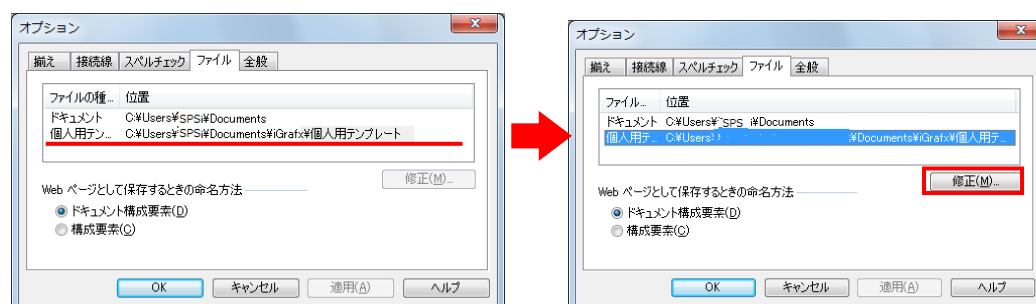 オプション
揃え 接続線 スペルチェック ファイル 全般
ファイルの種... 位置
ドキュメント C:¥Users¥SPSi¥Documents
個人用テン... C:¥Users¥SPSi¥Documents¥iGrafx¥個人用テンプレート
修正(M)...
Web ページとして保存するときの命名方法
ドキュメント構成要素(D)
構成要素(C)
OK キャンセル 適用(A) ヘルプ
オプション
揃え 接続線 スペルチェック ファイル 全般
ファイル... 位置
ドキュメント C:¥Users¥SPS i¥Documents
個人用テ... C:¥Users¥ i¥Documents¥iGrafx¥個人用テ...
修正(M)...
Web ページとして保存するときの命名方法
ドキュメント構成要素(D)
構成要素(C)
OK キャンセル 適用(A) ヘルプ